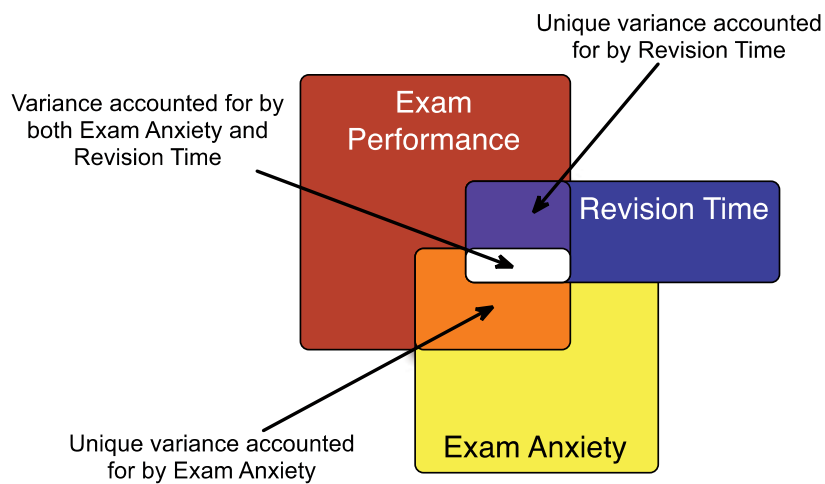 Unique variance accounted
for by Revision Time
Exam
Performance
Variance accounted for by
both Exam Anxiety and
Revision Time
Revision Time
Unique variance accounted
for by Exam Anxiety
Exam Anxiety